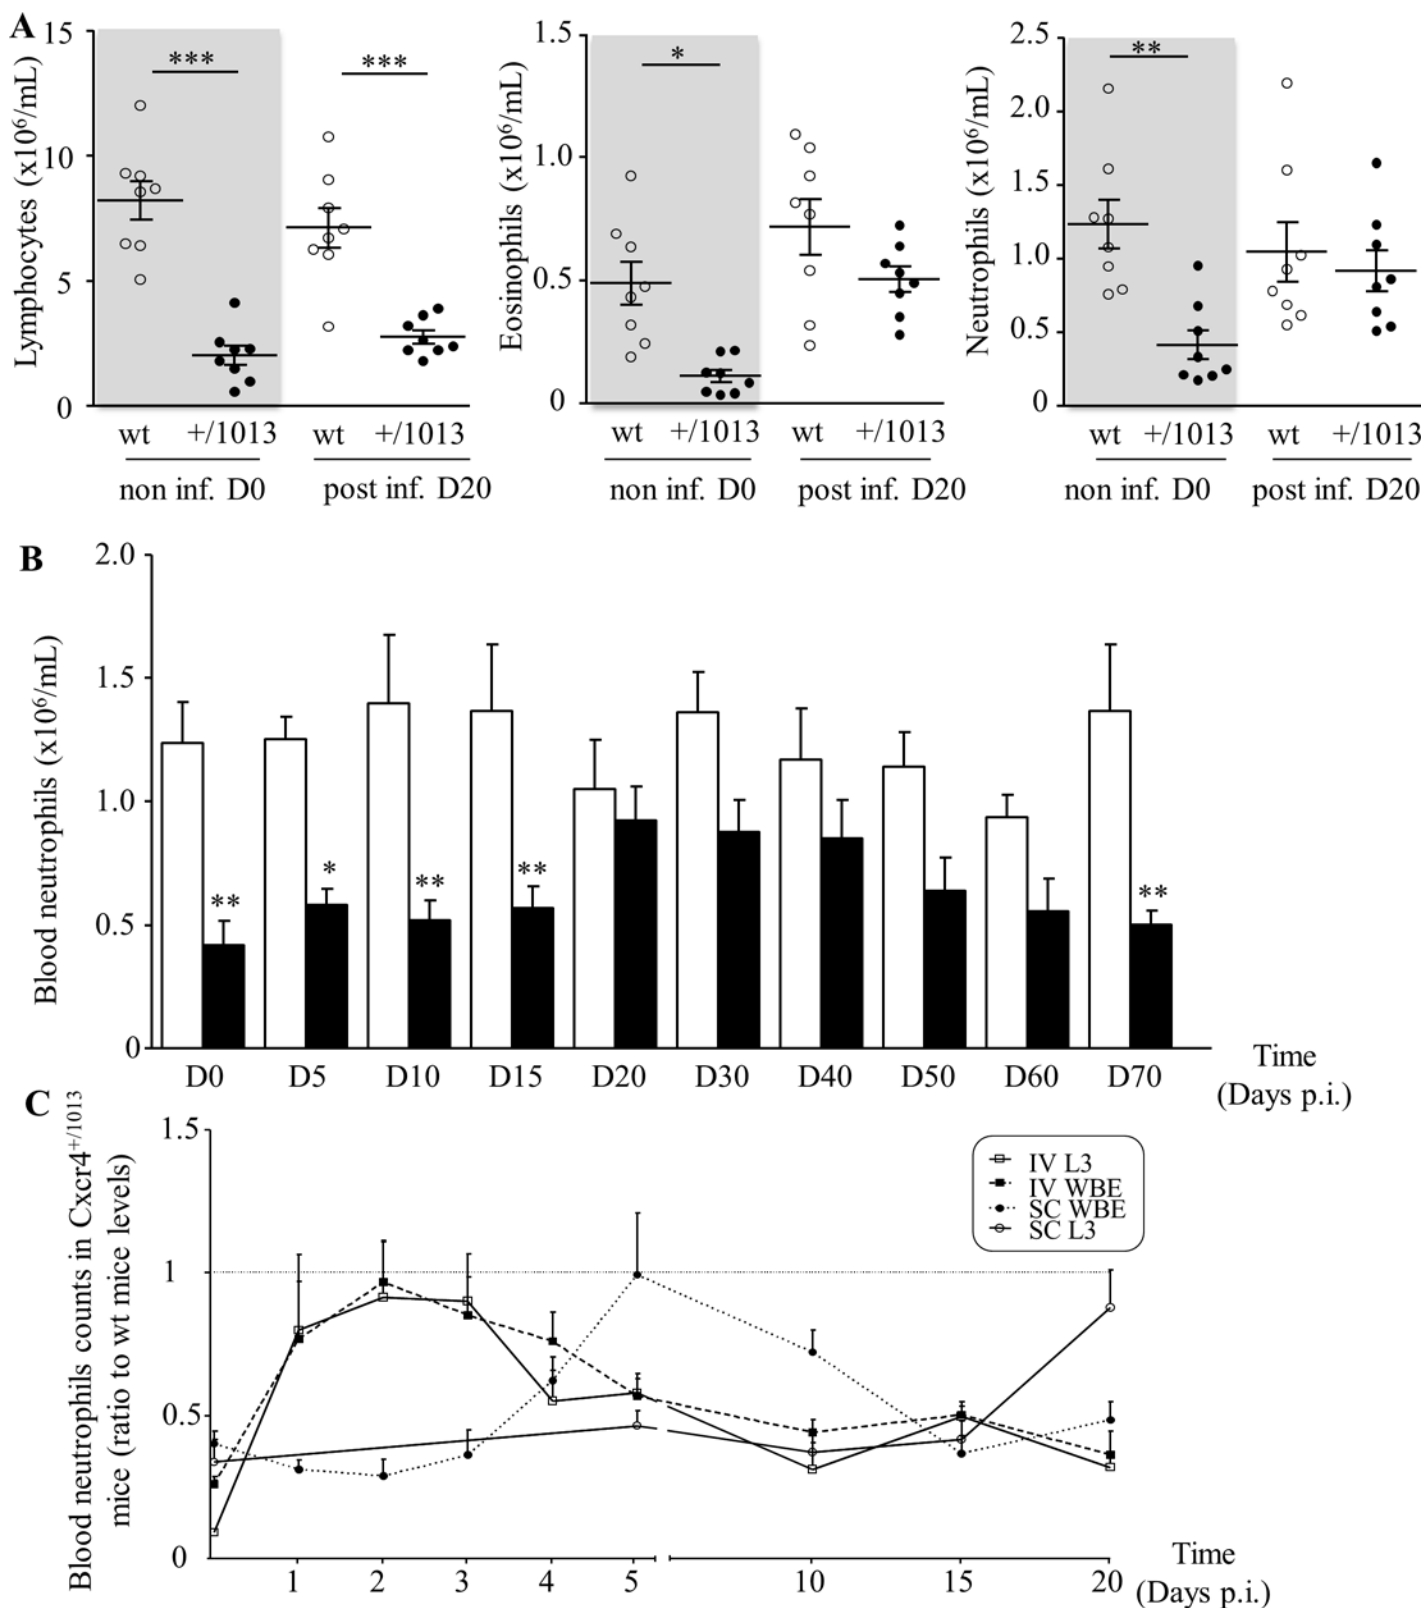 A
Lymphocytes (x10⁶/mL)
15
10
5
0
***
***
wt +/1013 wt +/1013
non inf. D0 post inf. D20
Eosinophils (x10⁶/mL)
1.5
1.0
0.5
0
*
wt +/1013 wt +/1013
non inf. D0 post inf. D20
Neutrophils (x10⁶/mL)
2.5
2.0
1.5
1.0
0.5
0
**
wt +/1013 wt +/1013
non inf. D0 post inf. D20
B
Blood neutrophils (x10⁶/mL)
2.0
1.5
1.0
0.5
0
** * ** ** **
D0 D5 D10 D15 D20 D30 D40 D50 D60 D70
Time
(Days p.i.)
C
Blood neutrophils counts in Cxcr4⁺/¹⁰¹³
mice (ratio to wt mice levels)
1.5
1
0.5
0
IV L3
IV WBE
SC WBE
SC L3
1 2 3 4 5 10 15 20
Time
(Days p.i.)